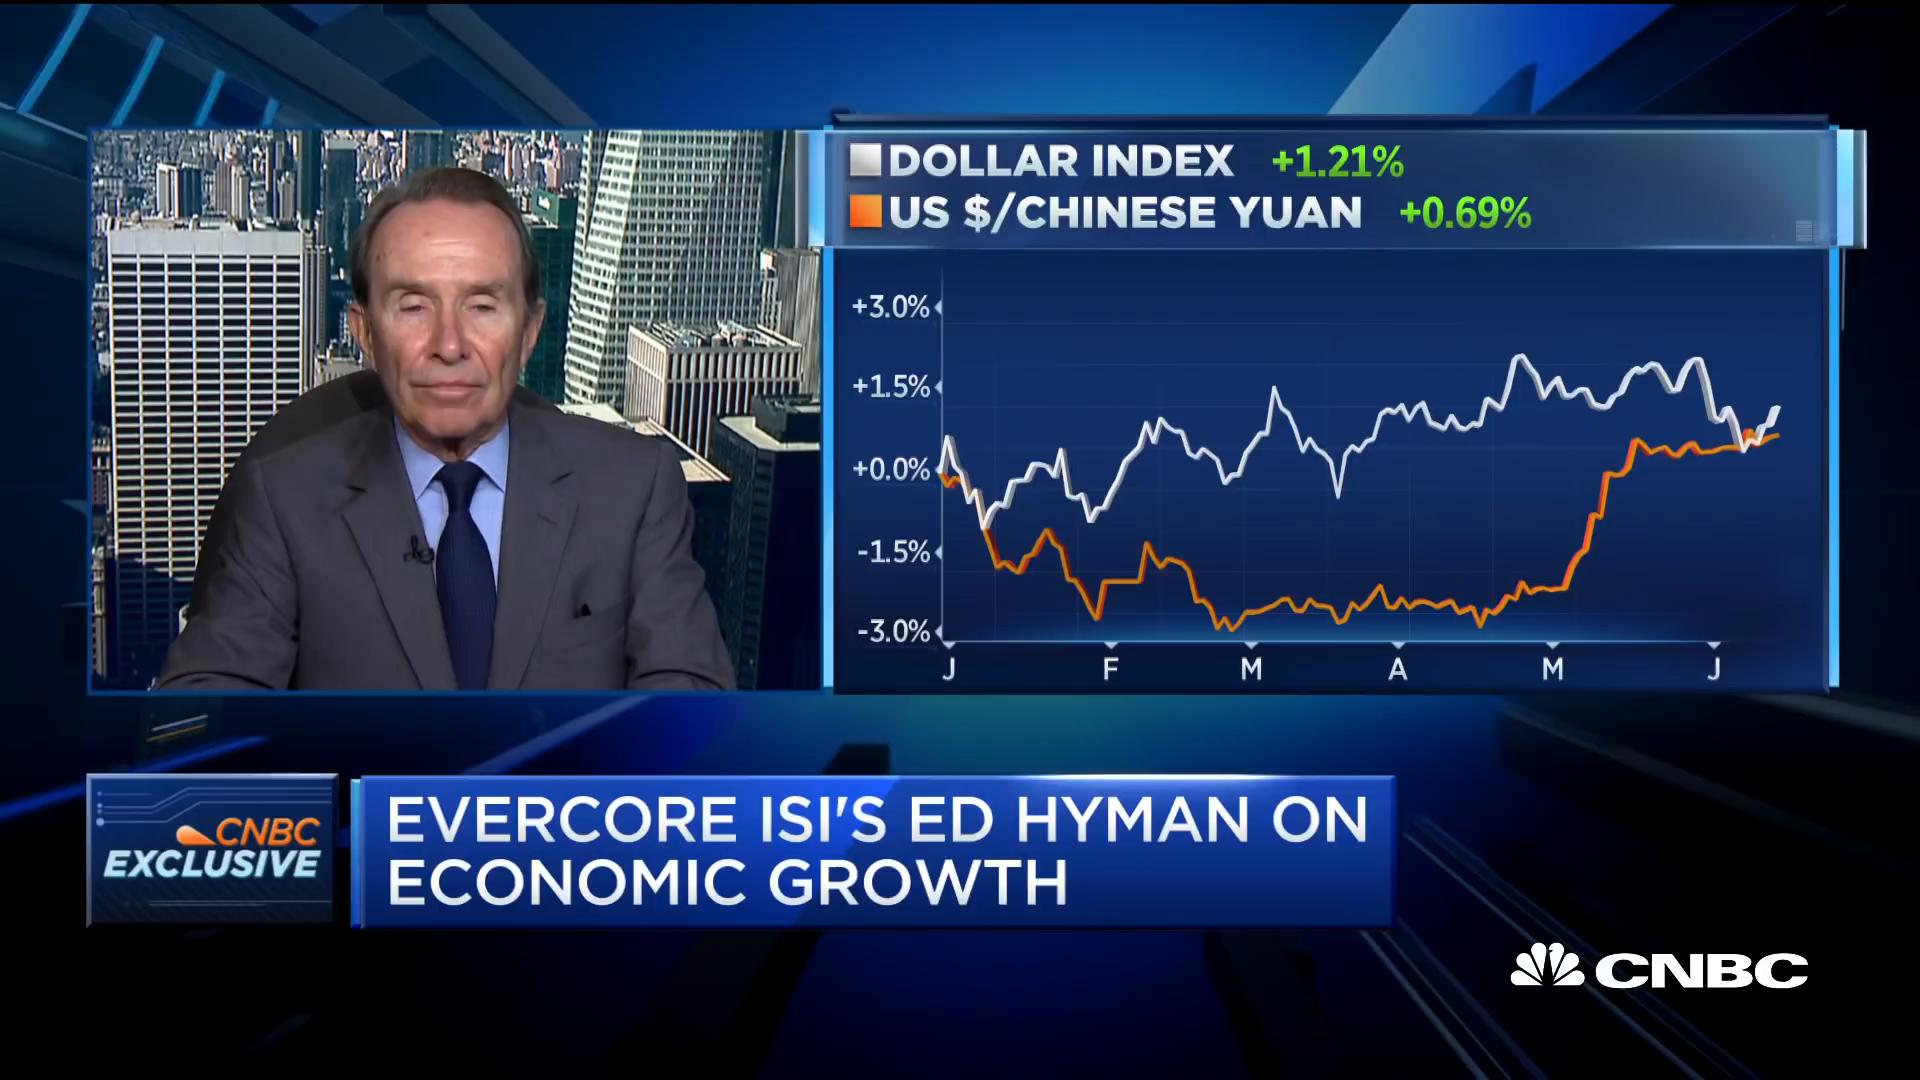 DOLLAR INDEX +1.21%
US $/CHINESE YUAN +0.69%
+3.0%
+1.5%
+0.0%
-1.5%
-3.0%
J F M A M J
CNBC
EXCLUSIVE
EVERCORE ISI'S ED HYMAN ON
ECONOMIC GROWTH
CNBC